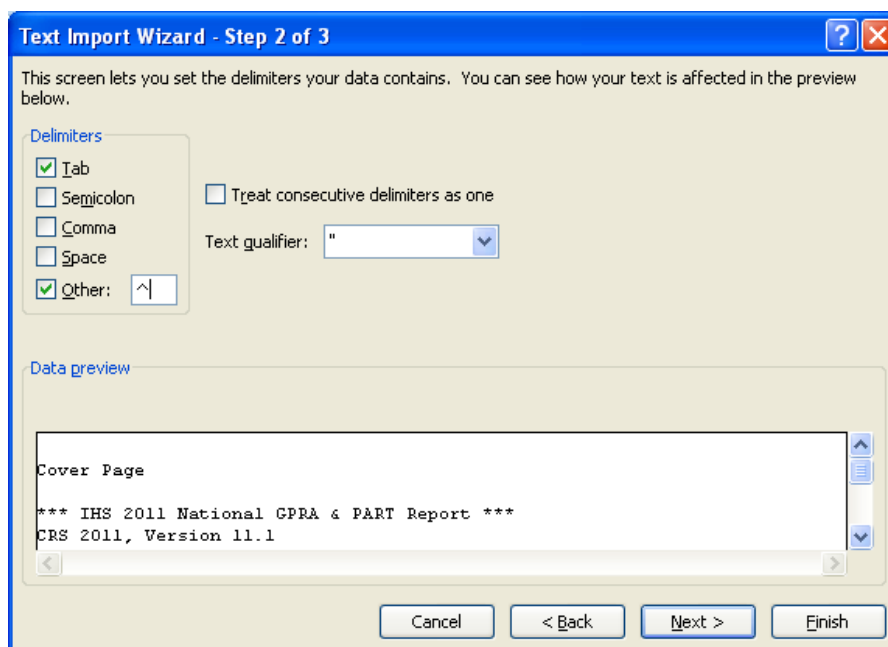 Text Import Wizard - Step 2 of 3
This screen lets you set the delimiters your data contains.  You can see how your text is affected in the preview
below.
Delimiters
Tab
Semicolon
Comma
Space
Other: ^
Treat consecutive delimiters as one
Text qualifier: "
Data preview
Cover Page
*** IHS 2011 National GPRA & PART Report ***
CRS 2011, Version 11.1
Cancel
< Back
Next >
Finish